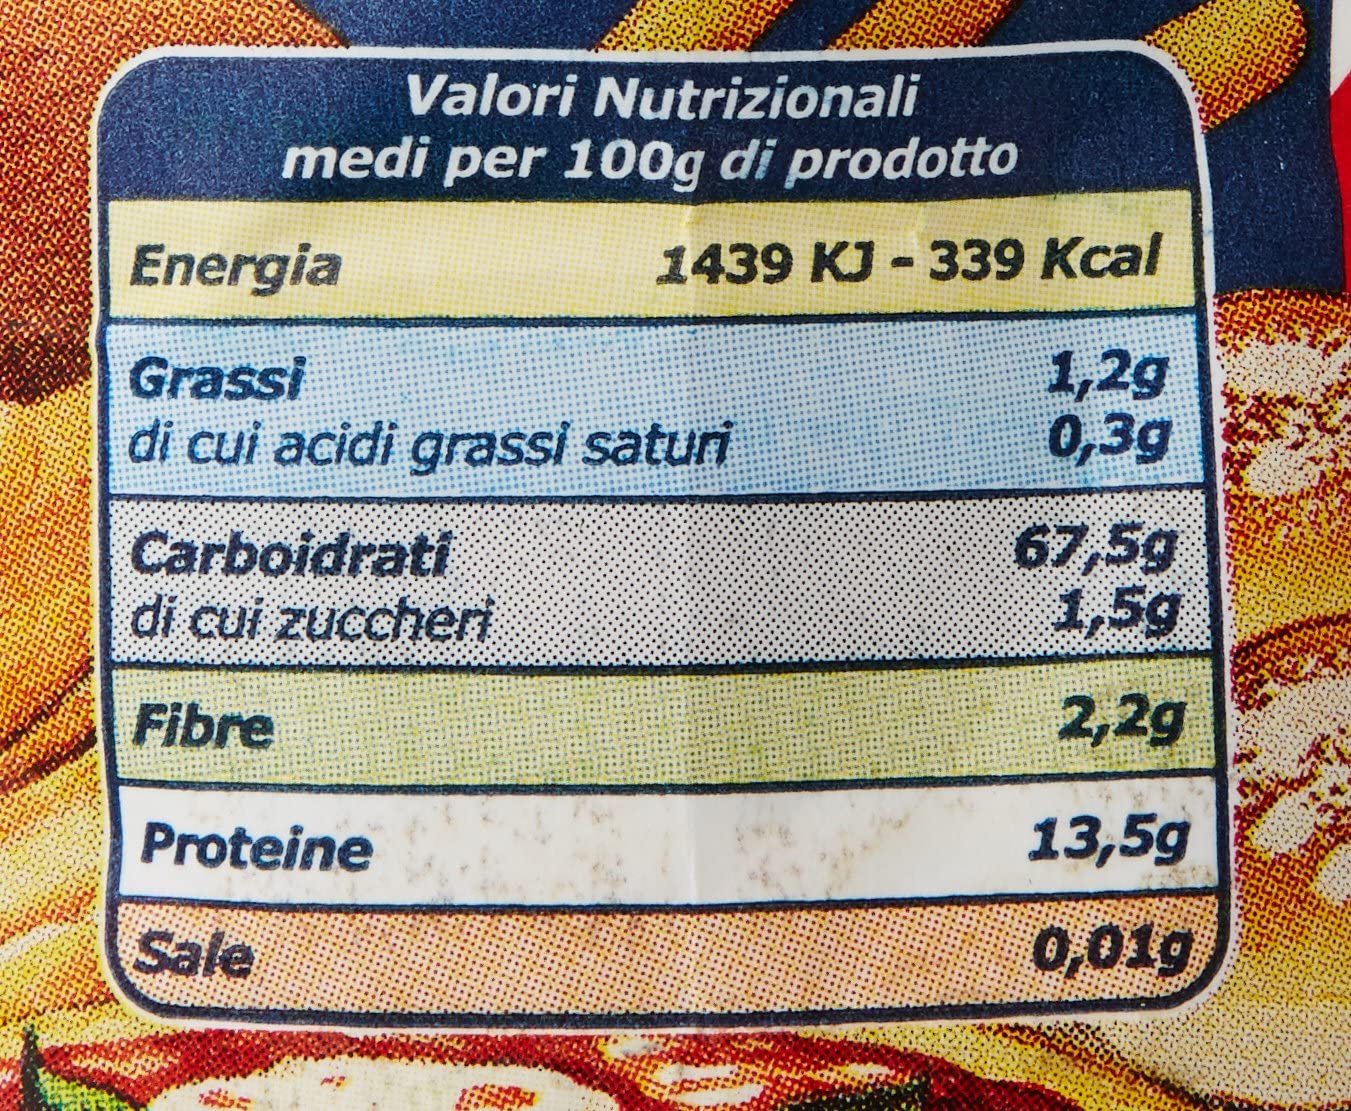 Valori Nutrizionali
medi per 100g di prodotto
Energia 1439 KJ - 339 Kcal
Grassi 1,2g
di cui acidi grassi saturi 0,3g
Carboidrati 67,5g
di cui zuccheri 1,5g
Fibre 2,2g
Proteine 13,5g
Sale 0,01g